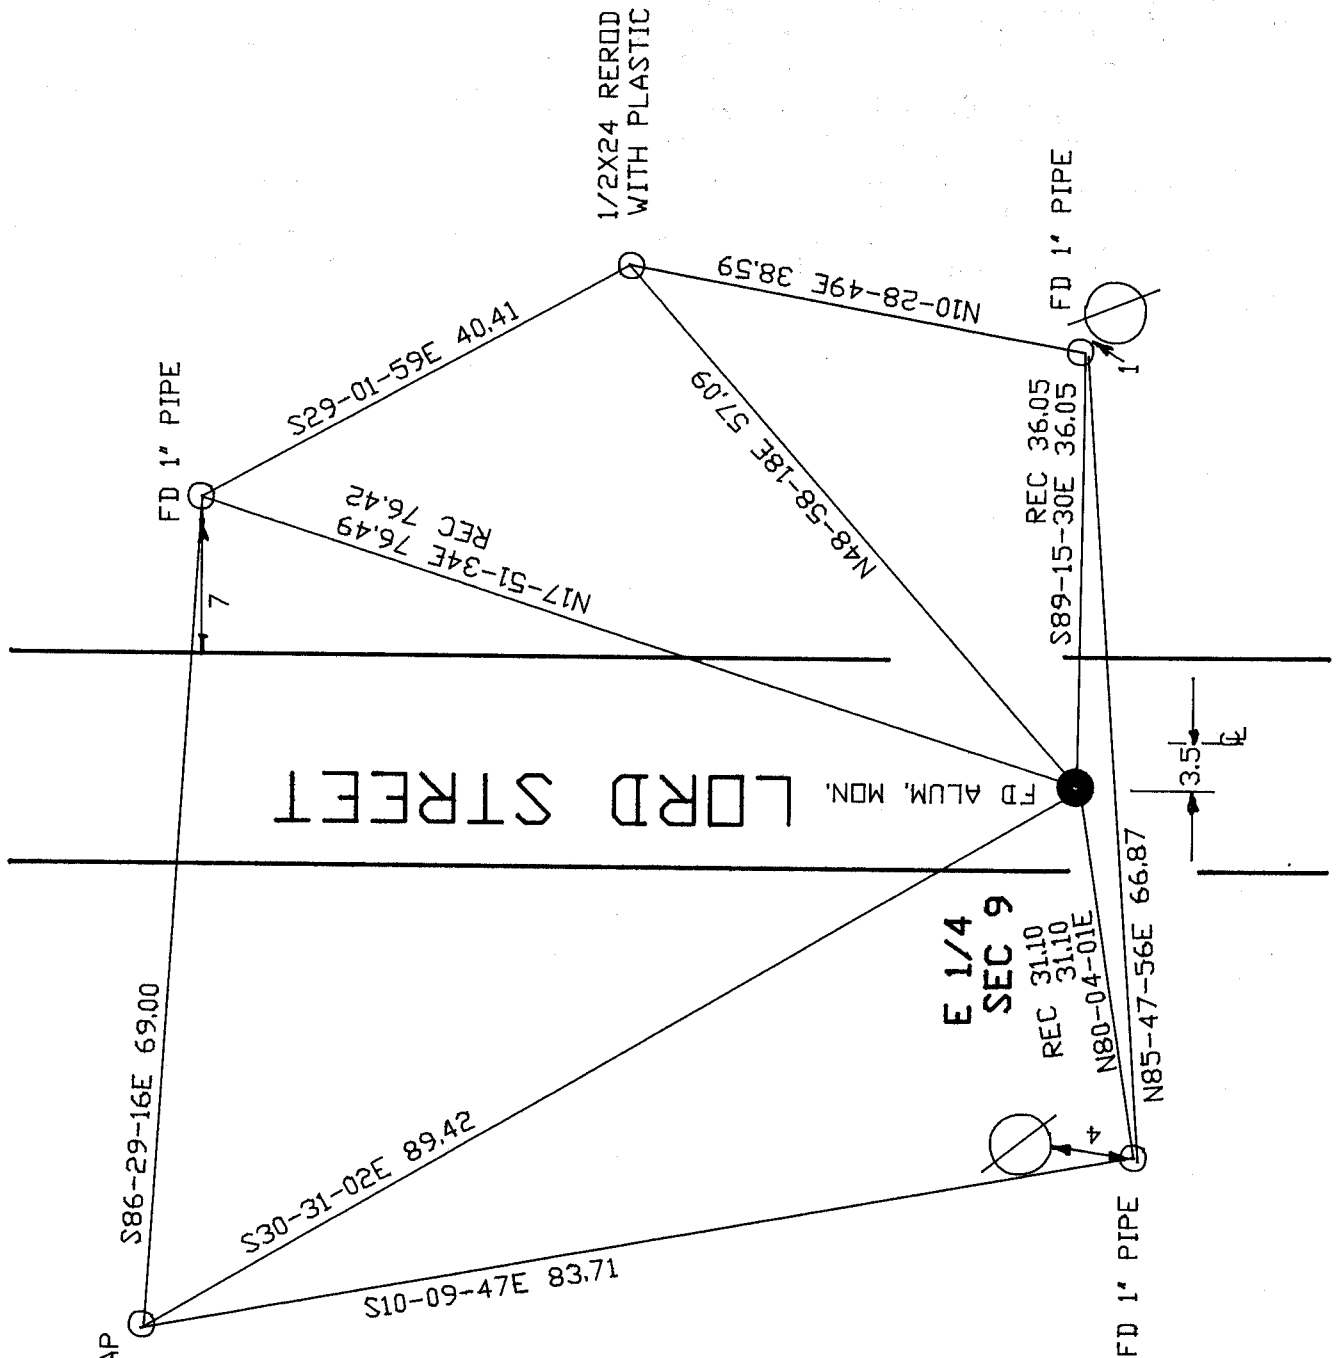 1/2X24 REROD
WITH PLASTIC
FD 1" PIPE
FD 1" PIPE
S29-01-59E 40.41
N10-28-49E 38.59
N17-51-34E 76.49
REC 76.42
N48-58-18E 57.09
REC 36.05
S89-15-30E 36.05
1
7
LORD STREET
FD ALUM. MON.
3.5
CL
E 1/4
SEC 9
REC 31.10
31.10
N80-04-01E
N85-47-56E 66.87
S86-29-16E 69.00
S30-31-02E 89.42
S10-09-47E 83.71
4
FD 1" PIPE
AP